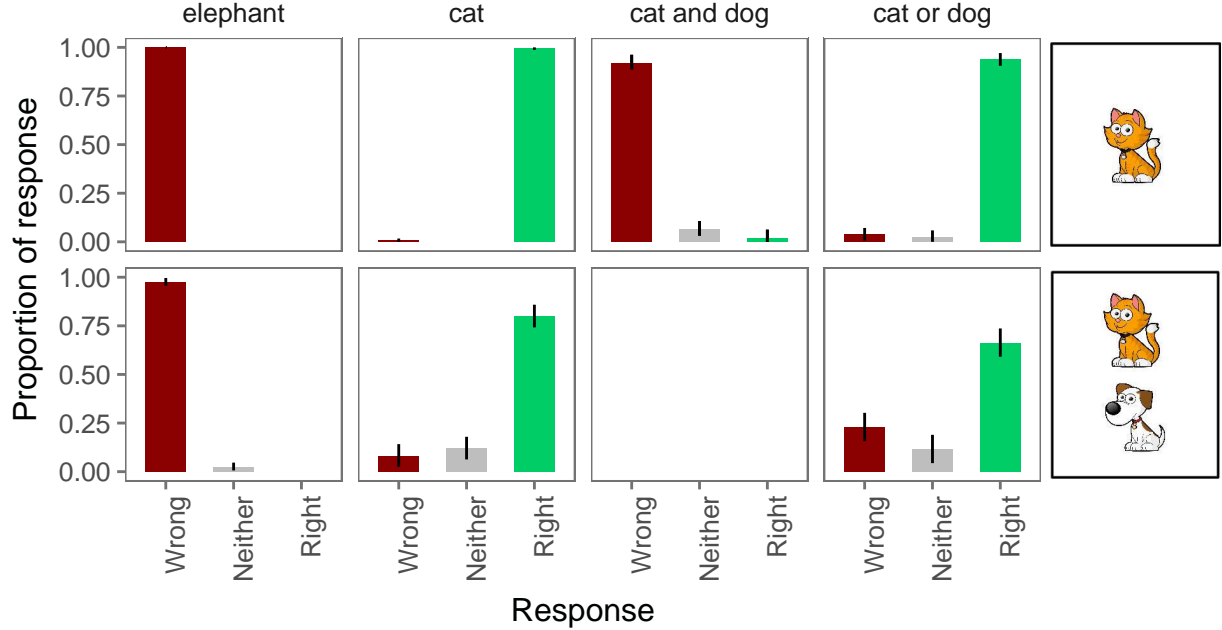 elephant cat cat and dog cat or dog
Proportion of response
1.00
0.75
0.50
0.25
0.00
1.00
0.75
0.50
0.25
0.00
Wrong Neither Right Wrong Neither Right Wrong Neither Right Wrong Neither Right
Response